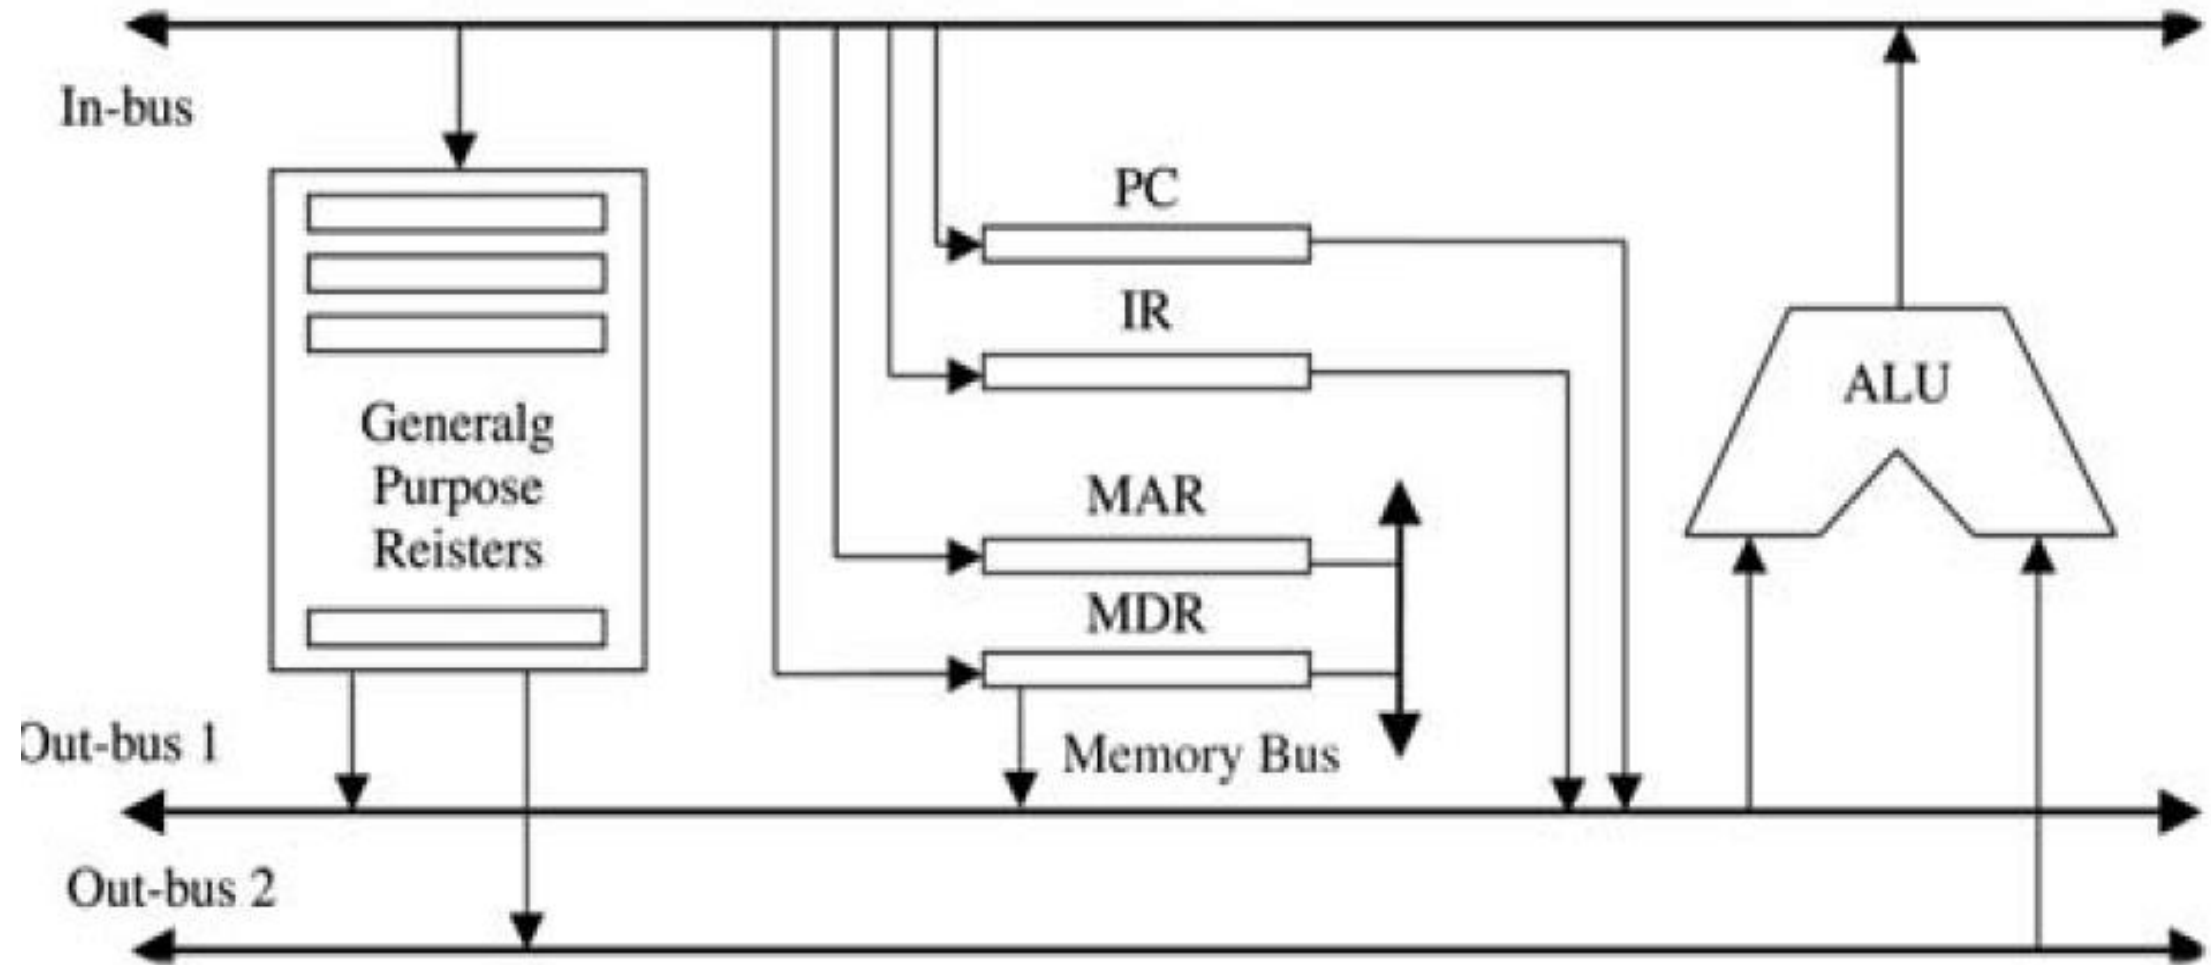 In-bus
PC
IR
ALU
Generalg
Purpose
Reisters
MAR
MDR
Out-bus 1
Memory Bus
Out-bus 2